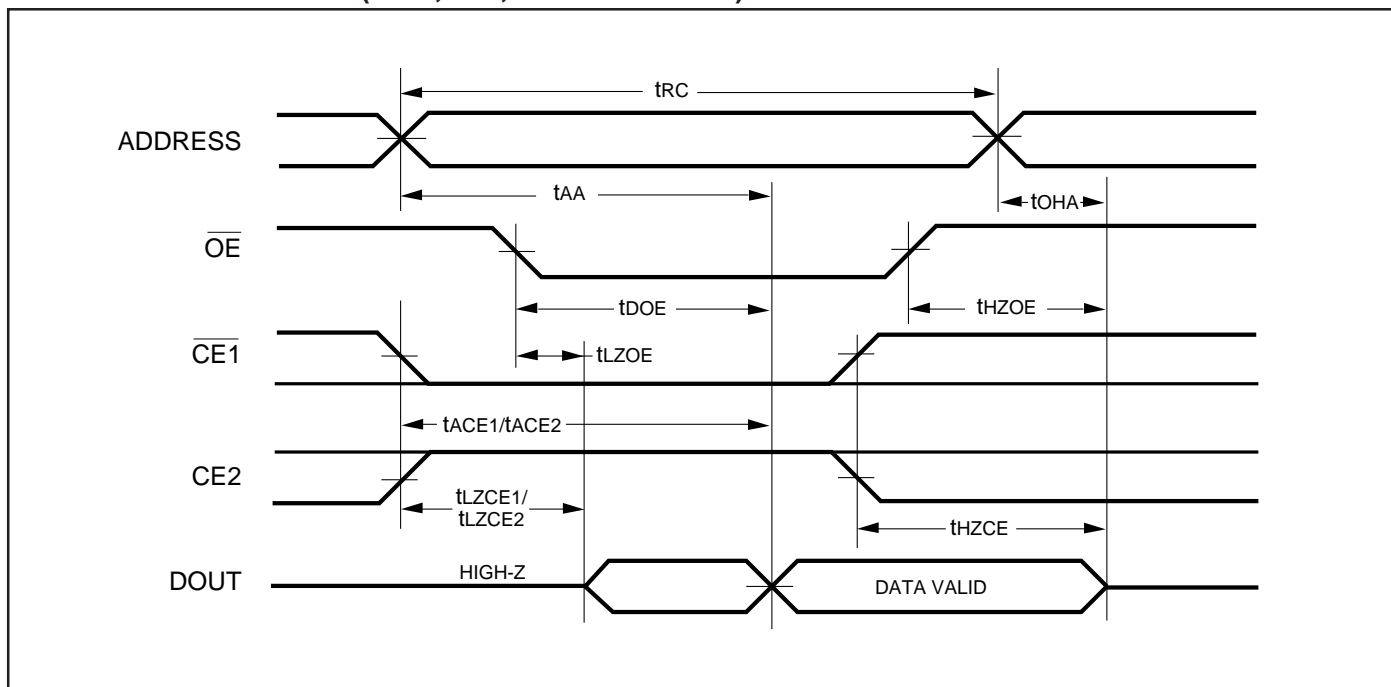 tRC
ADDRESS
tAA
tOHA
OE
tDOE
tHZOE
CE1
tLZOE
tACE1/tACE2
CE2
tLZCE1/
tLZCE2
tHZCE
DOUT
HIGH-Z
DATA VALID